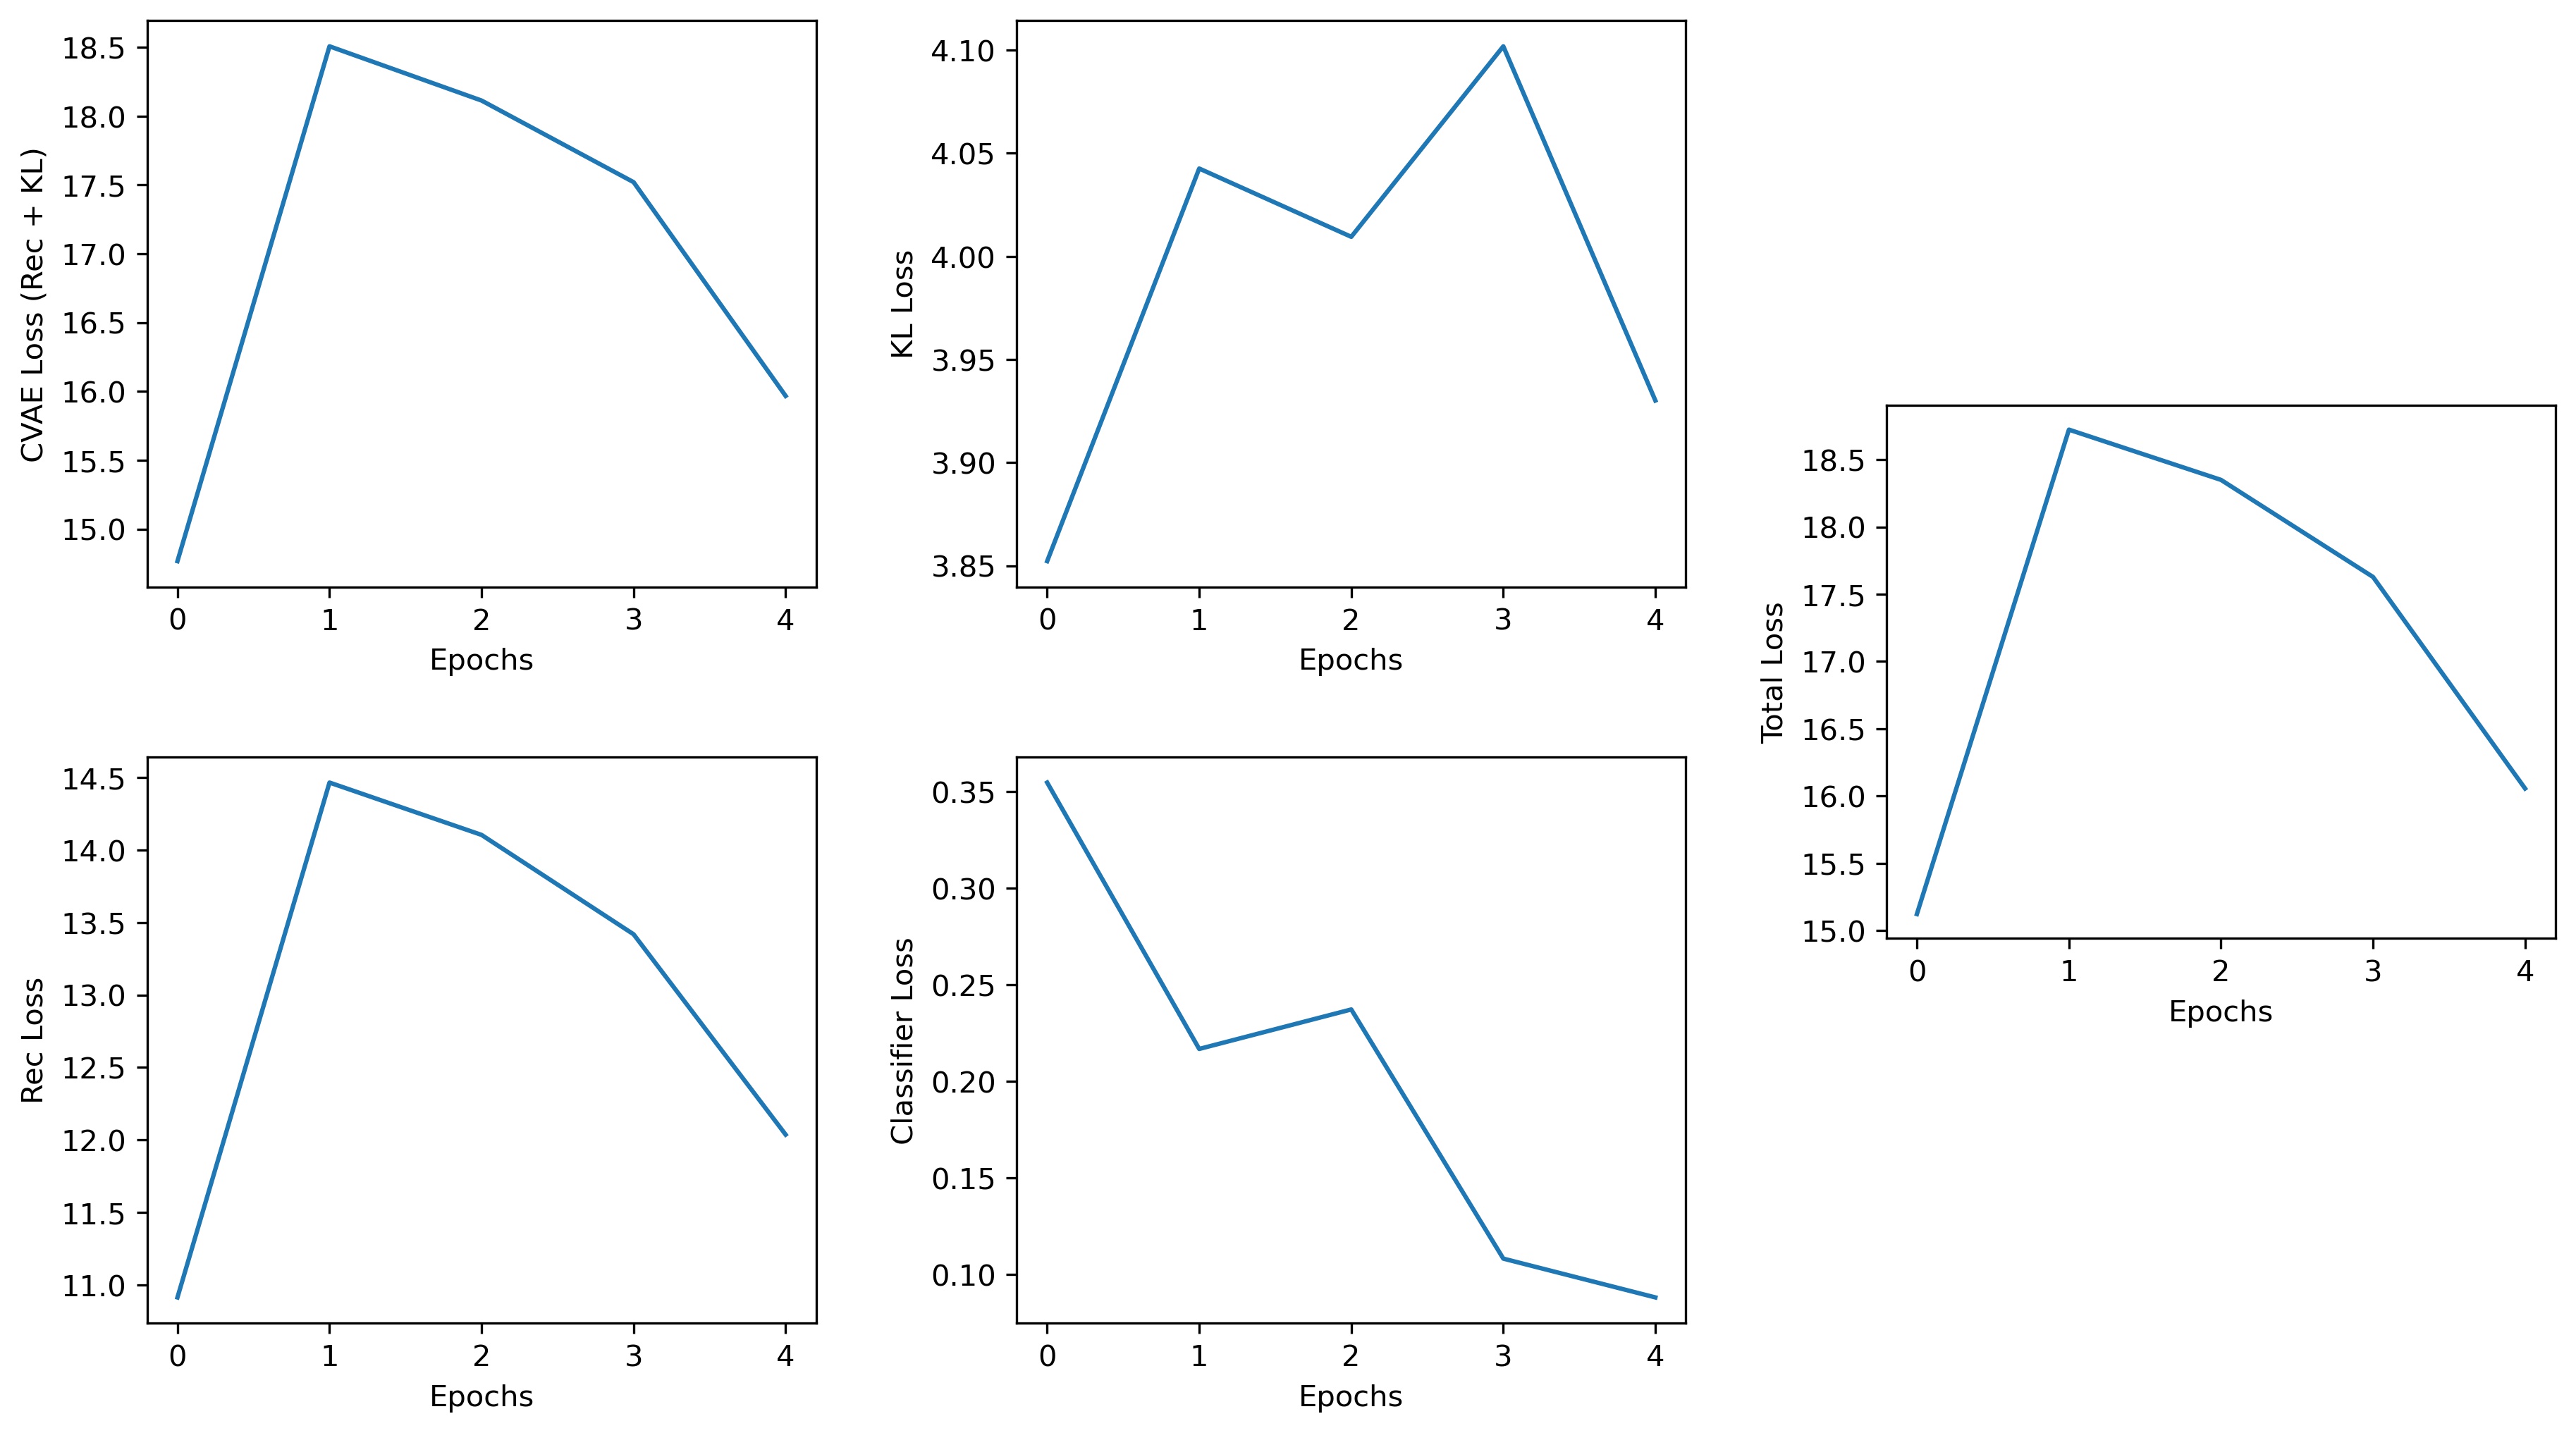 CVAE Loss (Rec + KL)
18.5
18.0
17.5
17.0
16.5
16.0
15.5
15.0
0 1 2 3 4
Epochs
KL Loss
4.10
4.05
4.00
3.95
3.90
3.85
0 1 2 3 4
Epochs
Rec Loss
14.5
14.0
13.5
13.0
12.5
12.0
11.5
11.0
0 1 2 3 4
Epochs
Classifier Loss
0.35
0.30
0.25
0.20
0.15
0.10
0 1 2 3 4
Epochs
Total Loss
18.5
18.0
17.5
17.0
16.5
16.0
15.5
15.0
0 1 2 3 4
Epochs